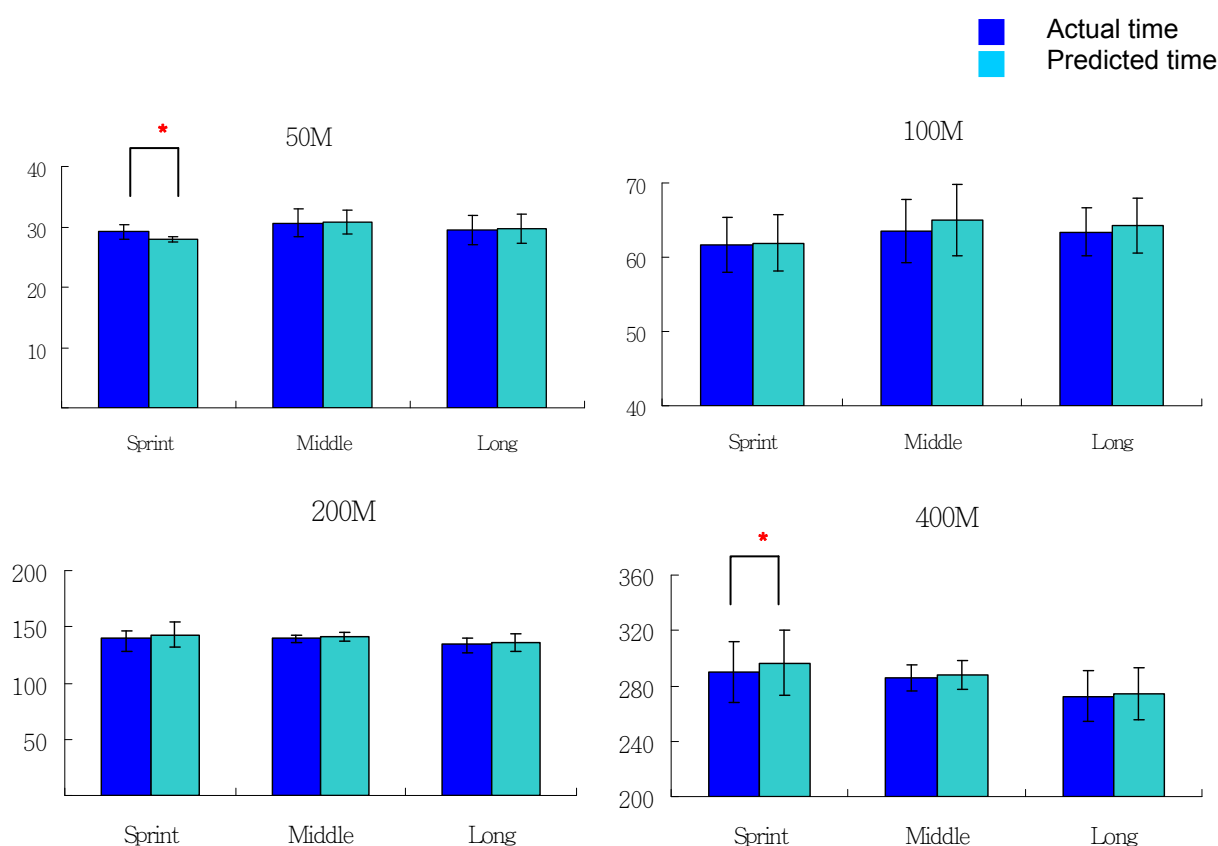 Actual time
Predicted time
*
50M
40
30
20
10
Sprint Middle Long
100M
70
60
50
40
Sprint Middle Long
200M
200
150
100
50
Sprint Middle Long
400M
*
360
320
280
240
200
Sprint Middle Long